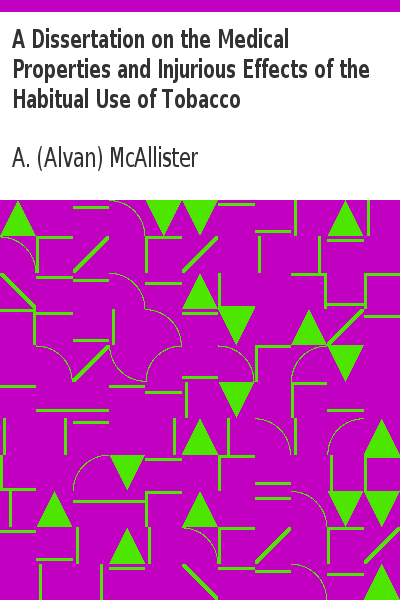 A Dissertation on the Medical
Properties and Injurious Effects of the
Habitual Use of Tobacco
A. (Alvan) McAllister